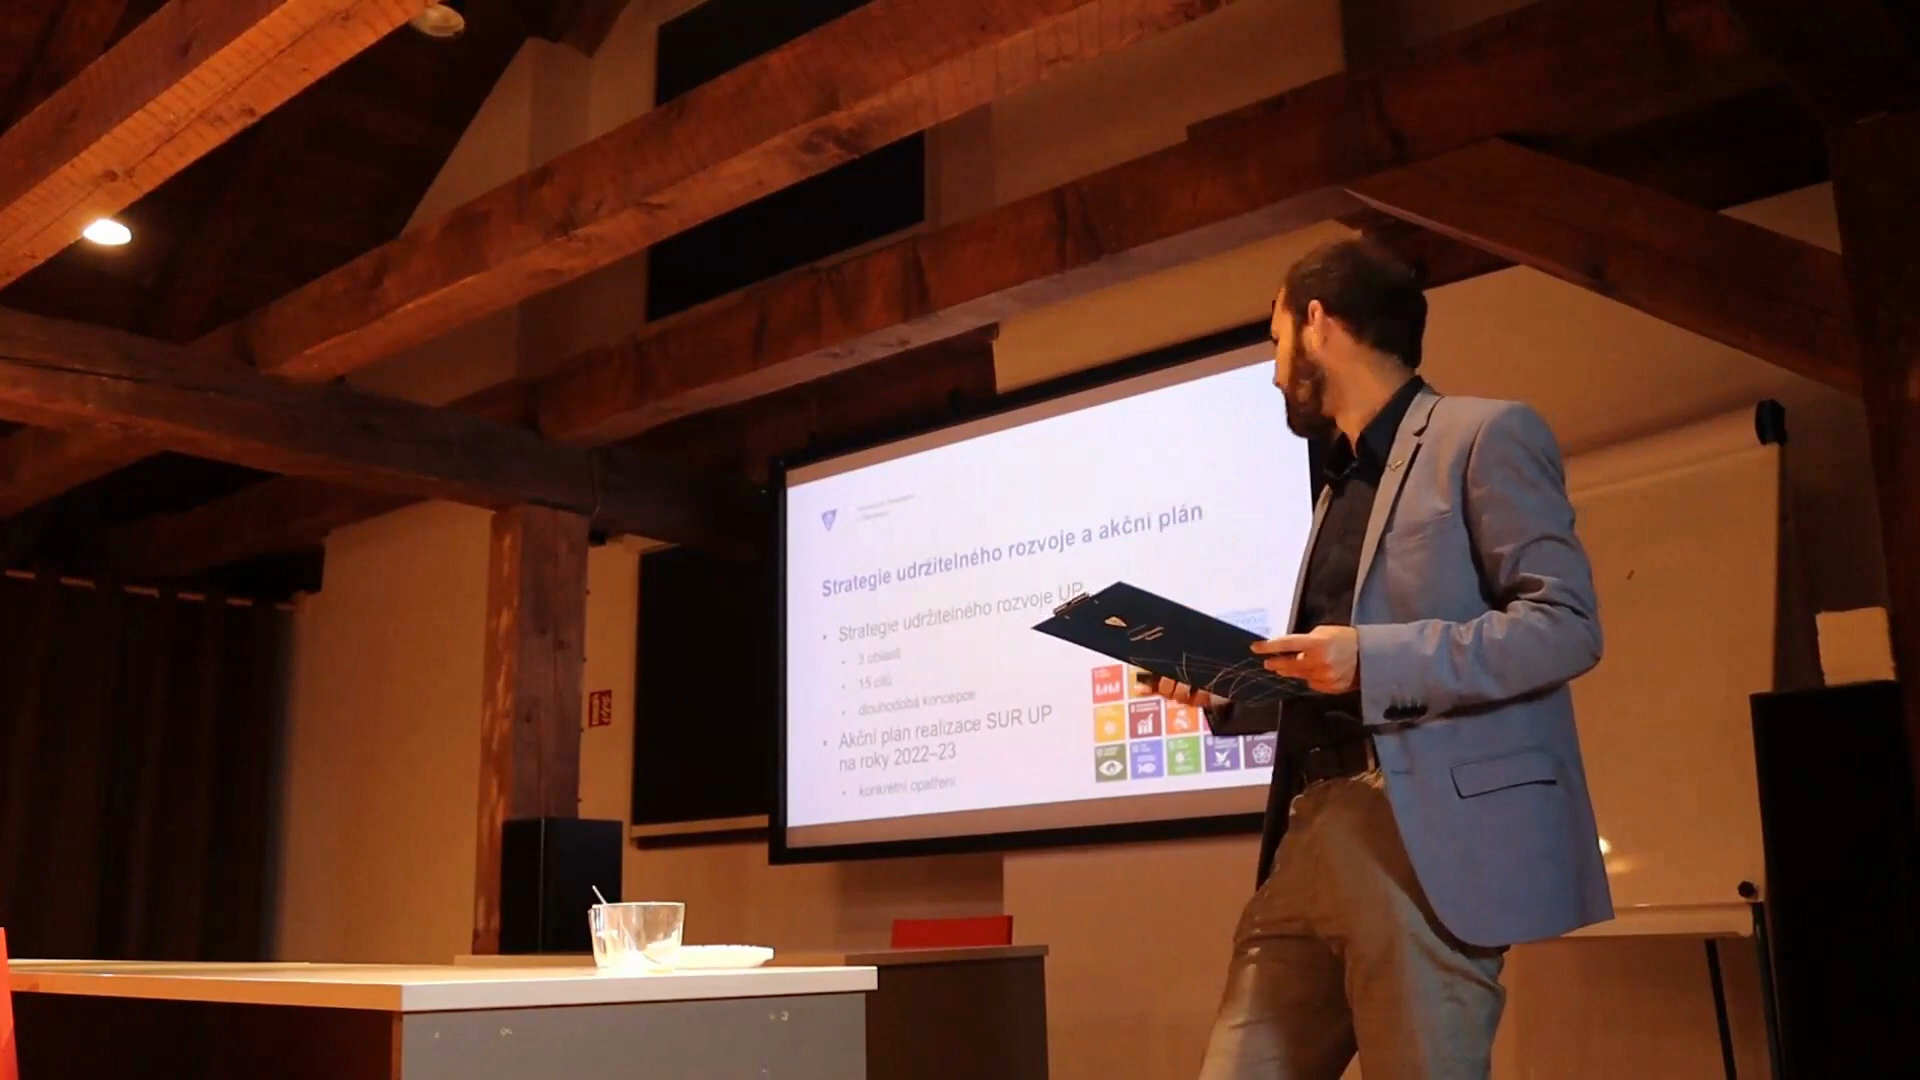 Strategie udržitelného rozvoje a akční plán
Strategie udržitelného rozvoje UP
3 oblasti
15 cílů
dlouhodobá koncepce
Akční plán realizace SUR UP
na roky 2022–23
konkrétní opatření